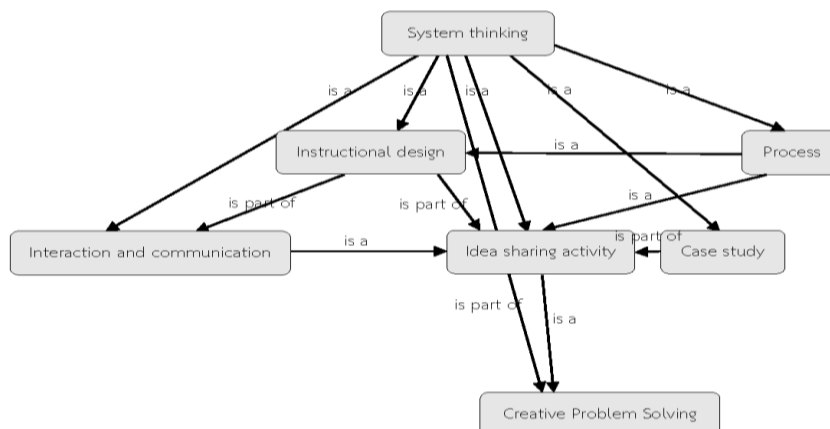 System thinking
is a
is a
is a
is a
is a
Instructional design
is a
Process
is part of
is part of
is a
Interaction and communication
is a
Idea sharing activity
is part of
Case study
is part of
is a
Creative Problem Solving